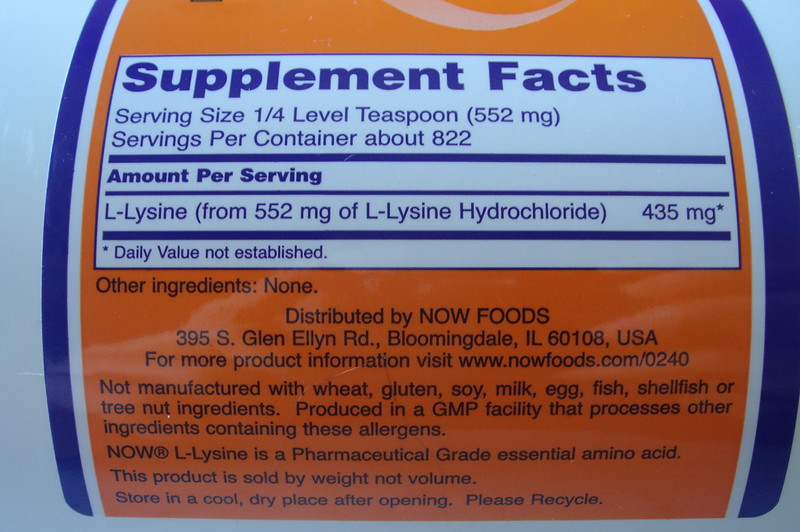 Supplement Facts
Serving Size 1/4 Level Teaspoon (552 mg)
Servings Per Container about 822
Amount Per Serving
L-Lysine (from 552 mg of L-Lysine Hydrochloride) 435 mg*
* Daily Value not established.
Other ingredients: None.
Distributed by NOW FOODS
395 S. Glen Ellyn Rd., Bloomingdale, IL 60108, USA
For more product information visit www.nowfoods.com/0240
Not manufactured with wheat, gluten, soy, milk, egg, fish, shellfish or
tree nut ingredients. Produced in a GMP facility that processes other
ingredients containing these allergens.
NOW® L-Lysine is a Pharmaceutical Grade essential amino acid.
This product is sold by weight not volume.
Store in a cool, dry place after opening. Please Recycle.